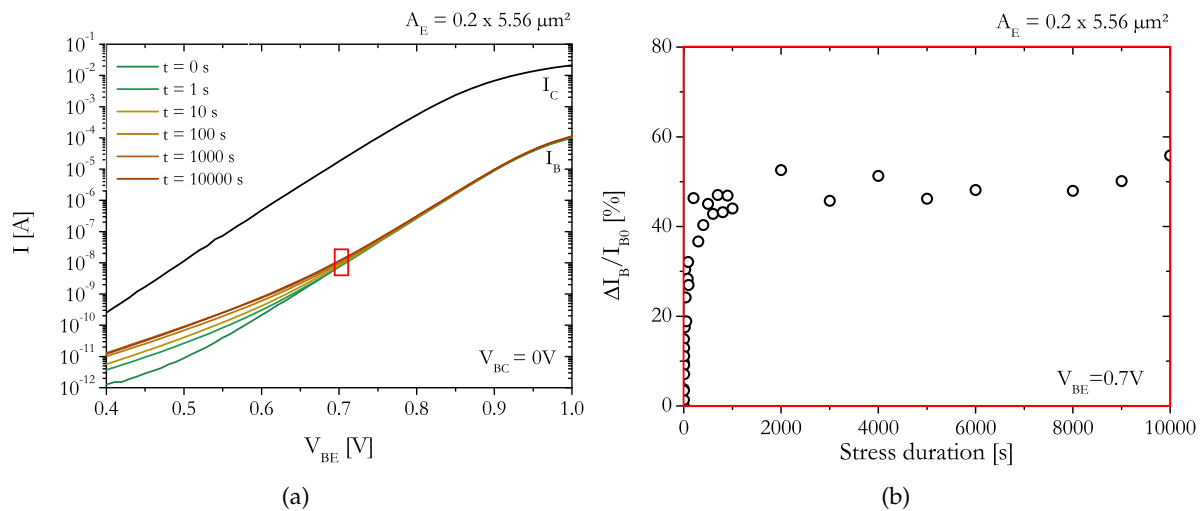 A_E = 0.2 x 5.56 µm²
10⁻¹
10⁻²
10⁻³
10⁻⁴
10⁻⁵
10⁻⁶
10⁻⁷
10⁻⁸
10⁻⁹
10⁻¹⁰
10⁻¹¹
10⁻¹²
I [A]
t = 0 s
t = 1 s
t = 10 s
t = 100 s
t = 1000 s
t = 10000 s
I_C
I_B
V_BC = 0V
0.4 0.5 0.6 0.7 0.8 0.9 1.0
V_BE [V]
(a)
A_E = 0.2 x 5.56 µm²
80
60
40
20
0
ΔI_B/I_B0 [%]
V_BE=0.7V
0 2000 4000 6000 8000 10000
Stress duration [s]
(b)